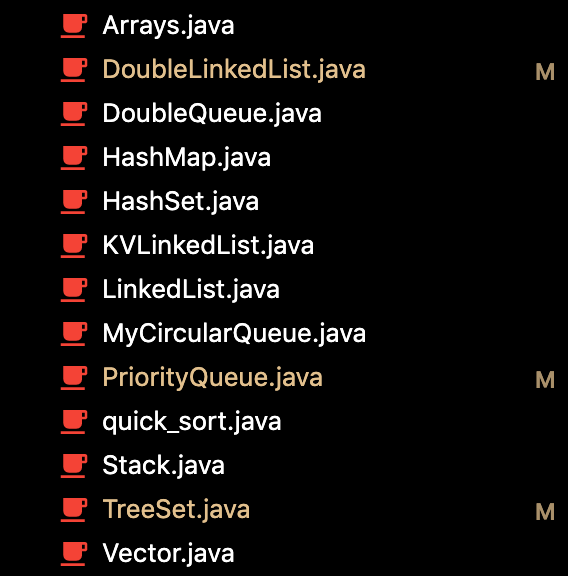 Arrays.java
DoubleLinkedList.java M
DoubleQueue.java
HashMap.java
HashSet.java
KVLinkedList.java
LinkedList.java
MyCircularQueue.java
PriorityQueue.java M
quick_sort.java
Stack.java
TreeSet.java M
Vector.java